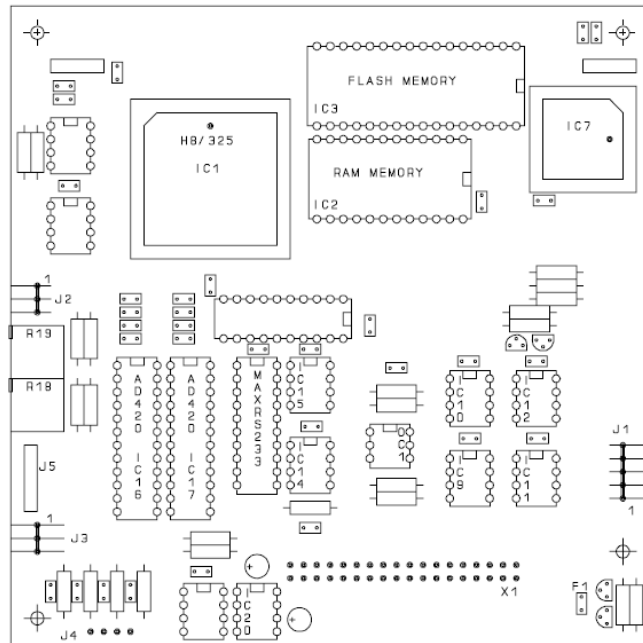 FLASH MEMORY
IC3
H8/325
IC1
IC7
RAM MEMORY
IC2
1
J2
R19
R18
AD420 IC16
AD420 IC17
MAXRS233
IC15
IC14
OC1
IC10
IC12
IC9
IC11
J1
1
J5
1
J3
X1
F1
IC20
J4
+
+